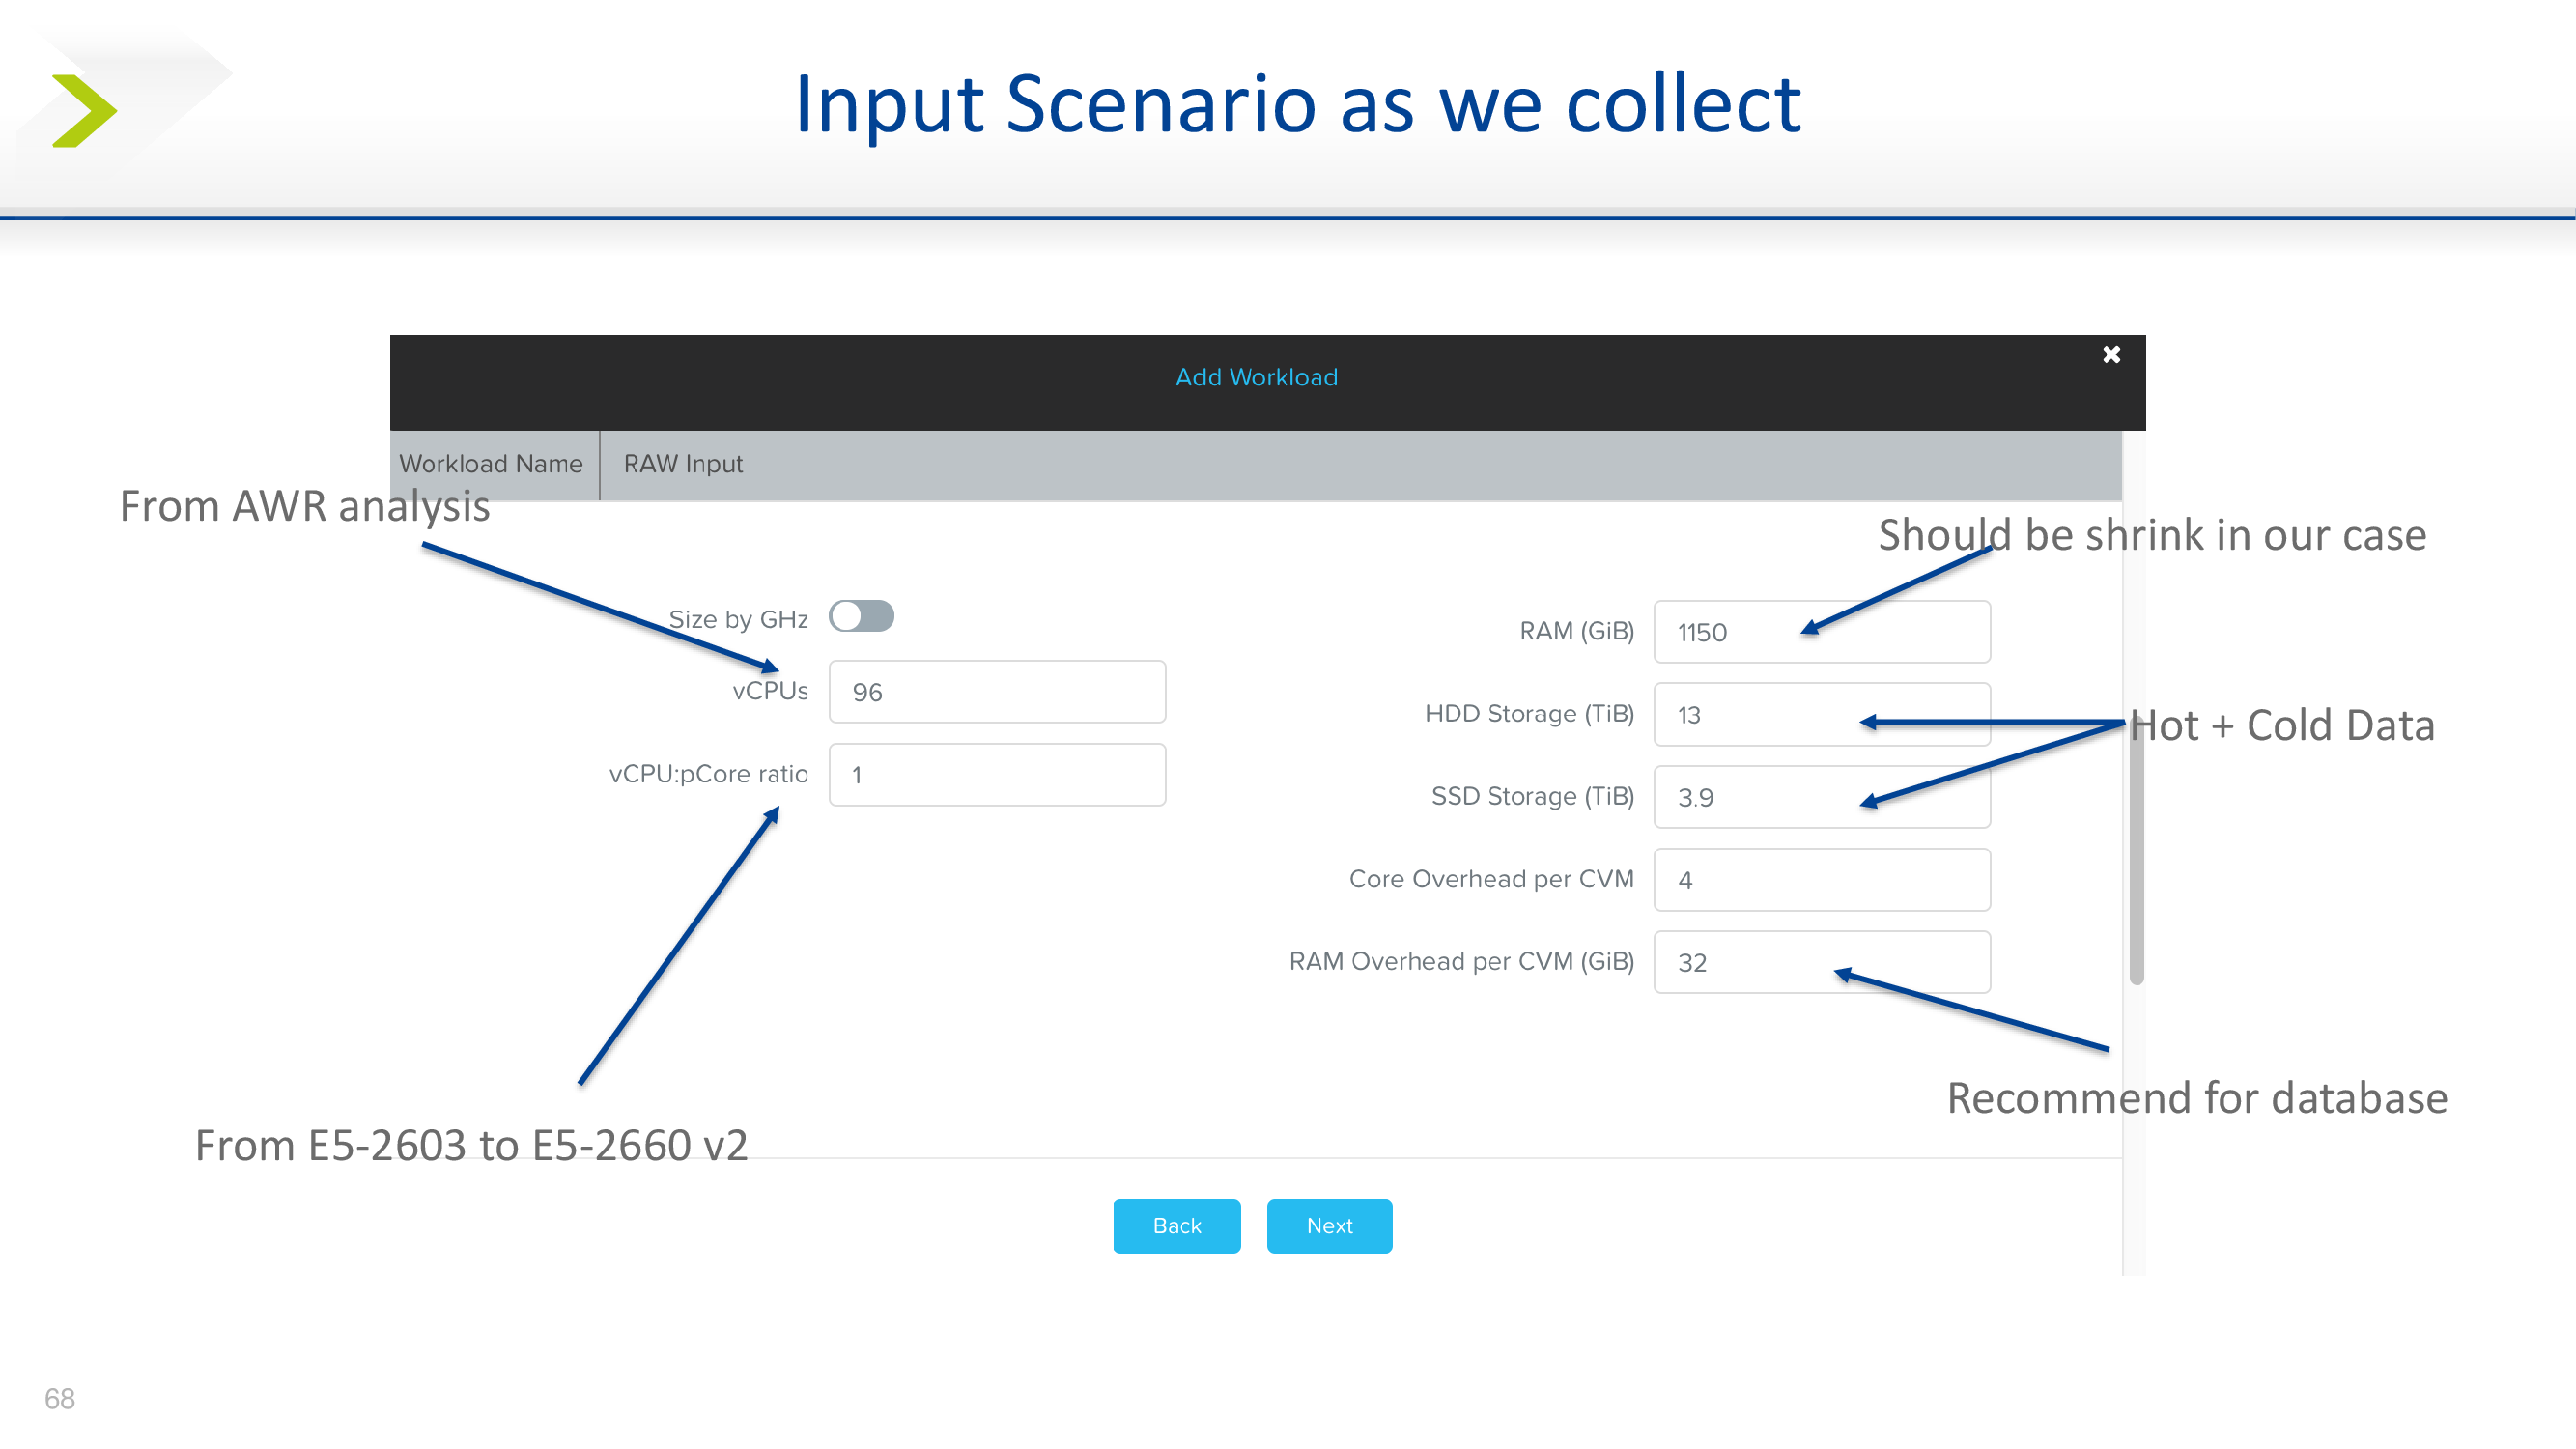 Input Scenario as we collect
Add Workload
Workload Name
RAW Input
From AWR analysis
Should be shrink in our case
Size by GHz
vCPUs
96
vCPU:pCore ratio
1
RAM (GiB)
1150
HDD Storage (TiB)
13
SSD Storage (TiB)
3.9
Core Overhead per CVM
4
RAM Overhead per CVM (GiB)
32
Hot + Cold Data
Recommend for database
From E5-2603 to E5-2660 v2
Back
Next
68